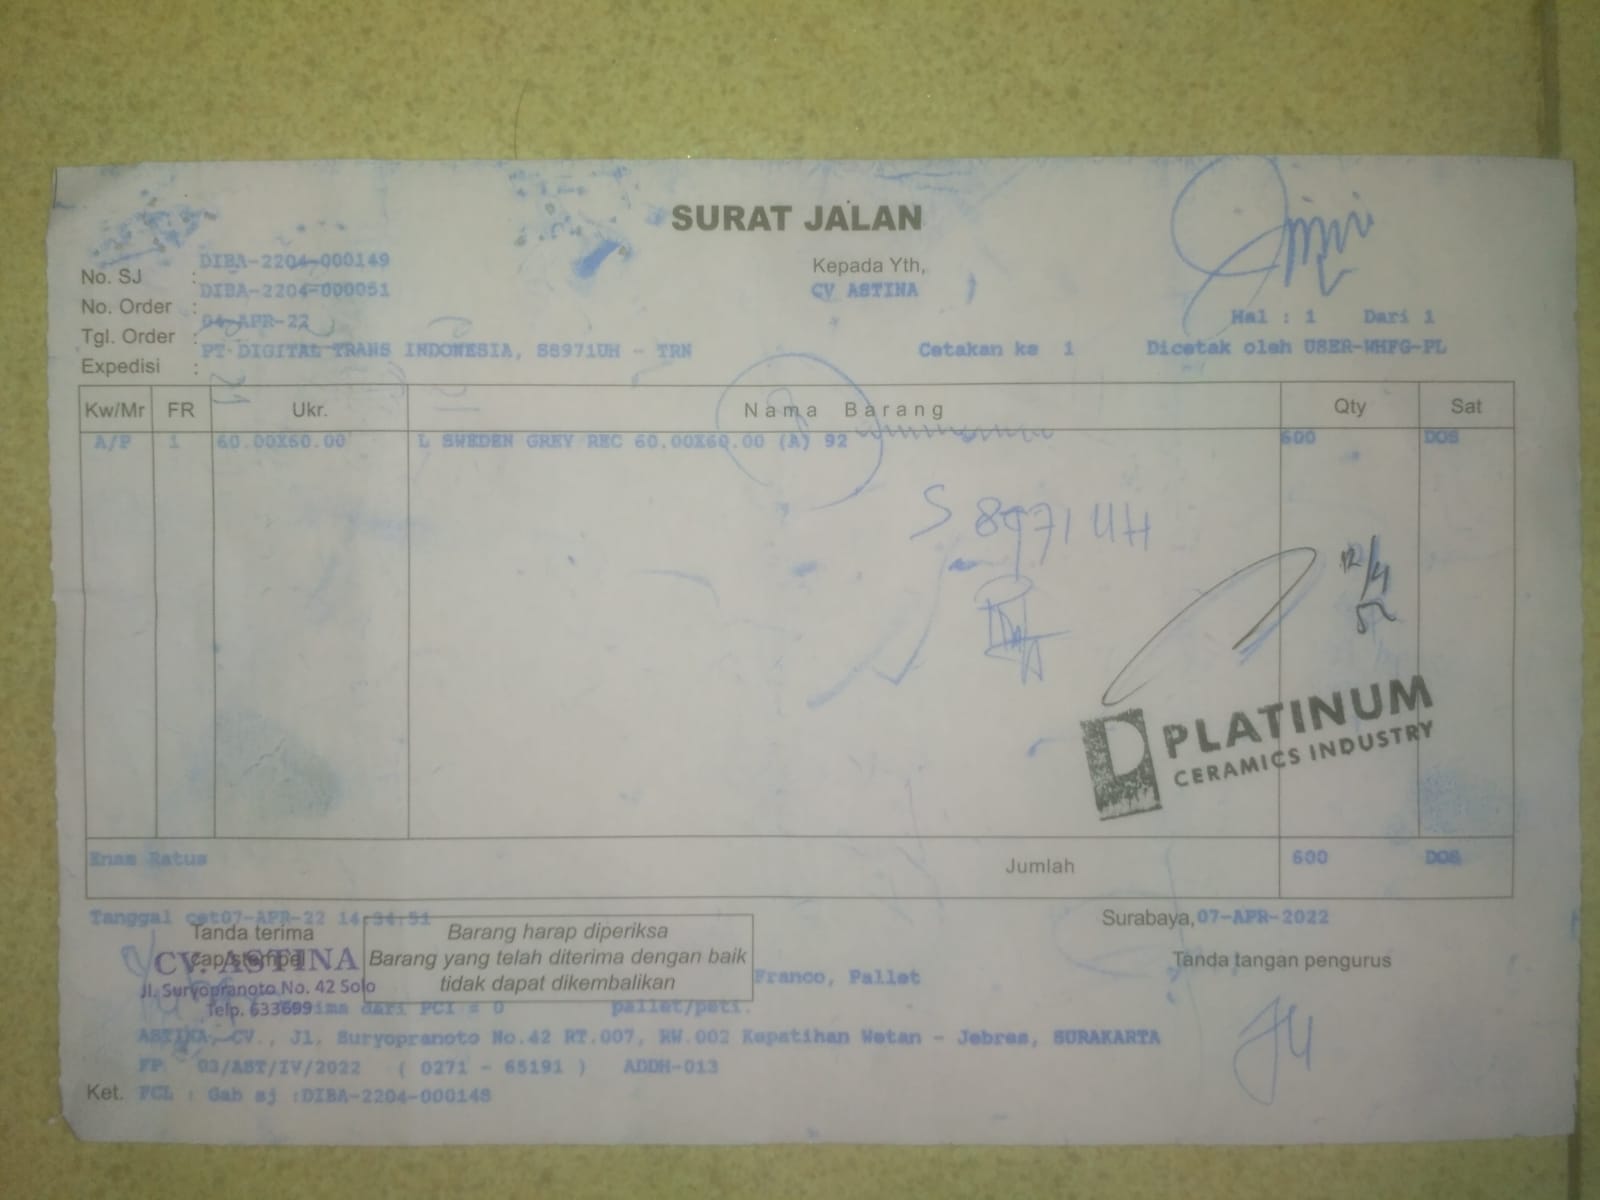 SURAT JALAN
No. SJ : DIBA-2204-000149
No. Order : DIBA-2204-000051
Tgl. Order : 04-APR-22
Expedisi : PT DIGITAL TRANS INDONESIA, S8971UH - TRN
Kepada Yth,
CV ASTINA
Hal : 1 Dari 1
Cetakan ke 1 Dicetak oleh USER-WHFG-PL
Kw/Mr FR Ukr. Nama Barang Qty Sat
A/P 1 60.00X60.00 L SWEDEN GREY REC 60.00X60.00 (A) 92 600 DOS
S 8971 UH
12/4
PLATINUM
CERAMICS INDUSTRY
Enam Ratus Jumlah 600 DOS
Tanggal cet07-APR-22 14:34:51
Surabaya, 07-APR-2022
Tanda terima
Cap/stempel
CV. ASTINA
Jl. Suryopranoto No. 42 Solo
Telp. 633699
Barang harap diperiksa
Barang yang telah diterima dengan baik
tidak dapat dikembalikan
Tanda tangan pengurus
Franco, Pallet
dari PCI = 0 pallet/peti.
ASTINA, CV., Jl. Suryopranoto No.42 RT.007, RW.002 Kepatihan Wetan - Jebres, SURAKARTA
FP 03/AST/IV/2022 ( 0271 - 65191 ) ADDH-013
Ket. FCL : Gab sj :DIBA-2204-000148